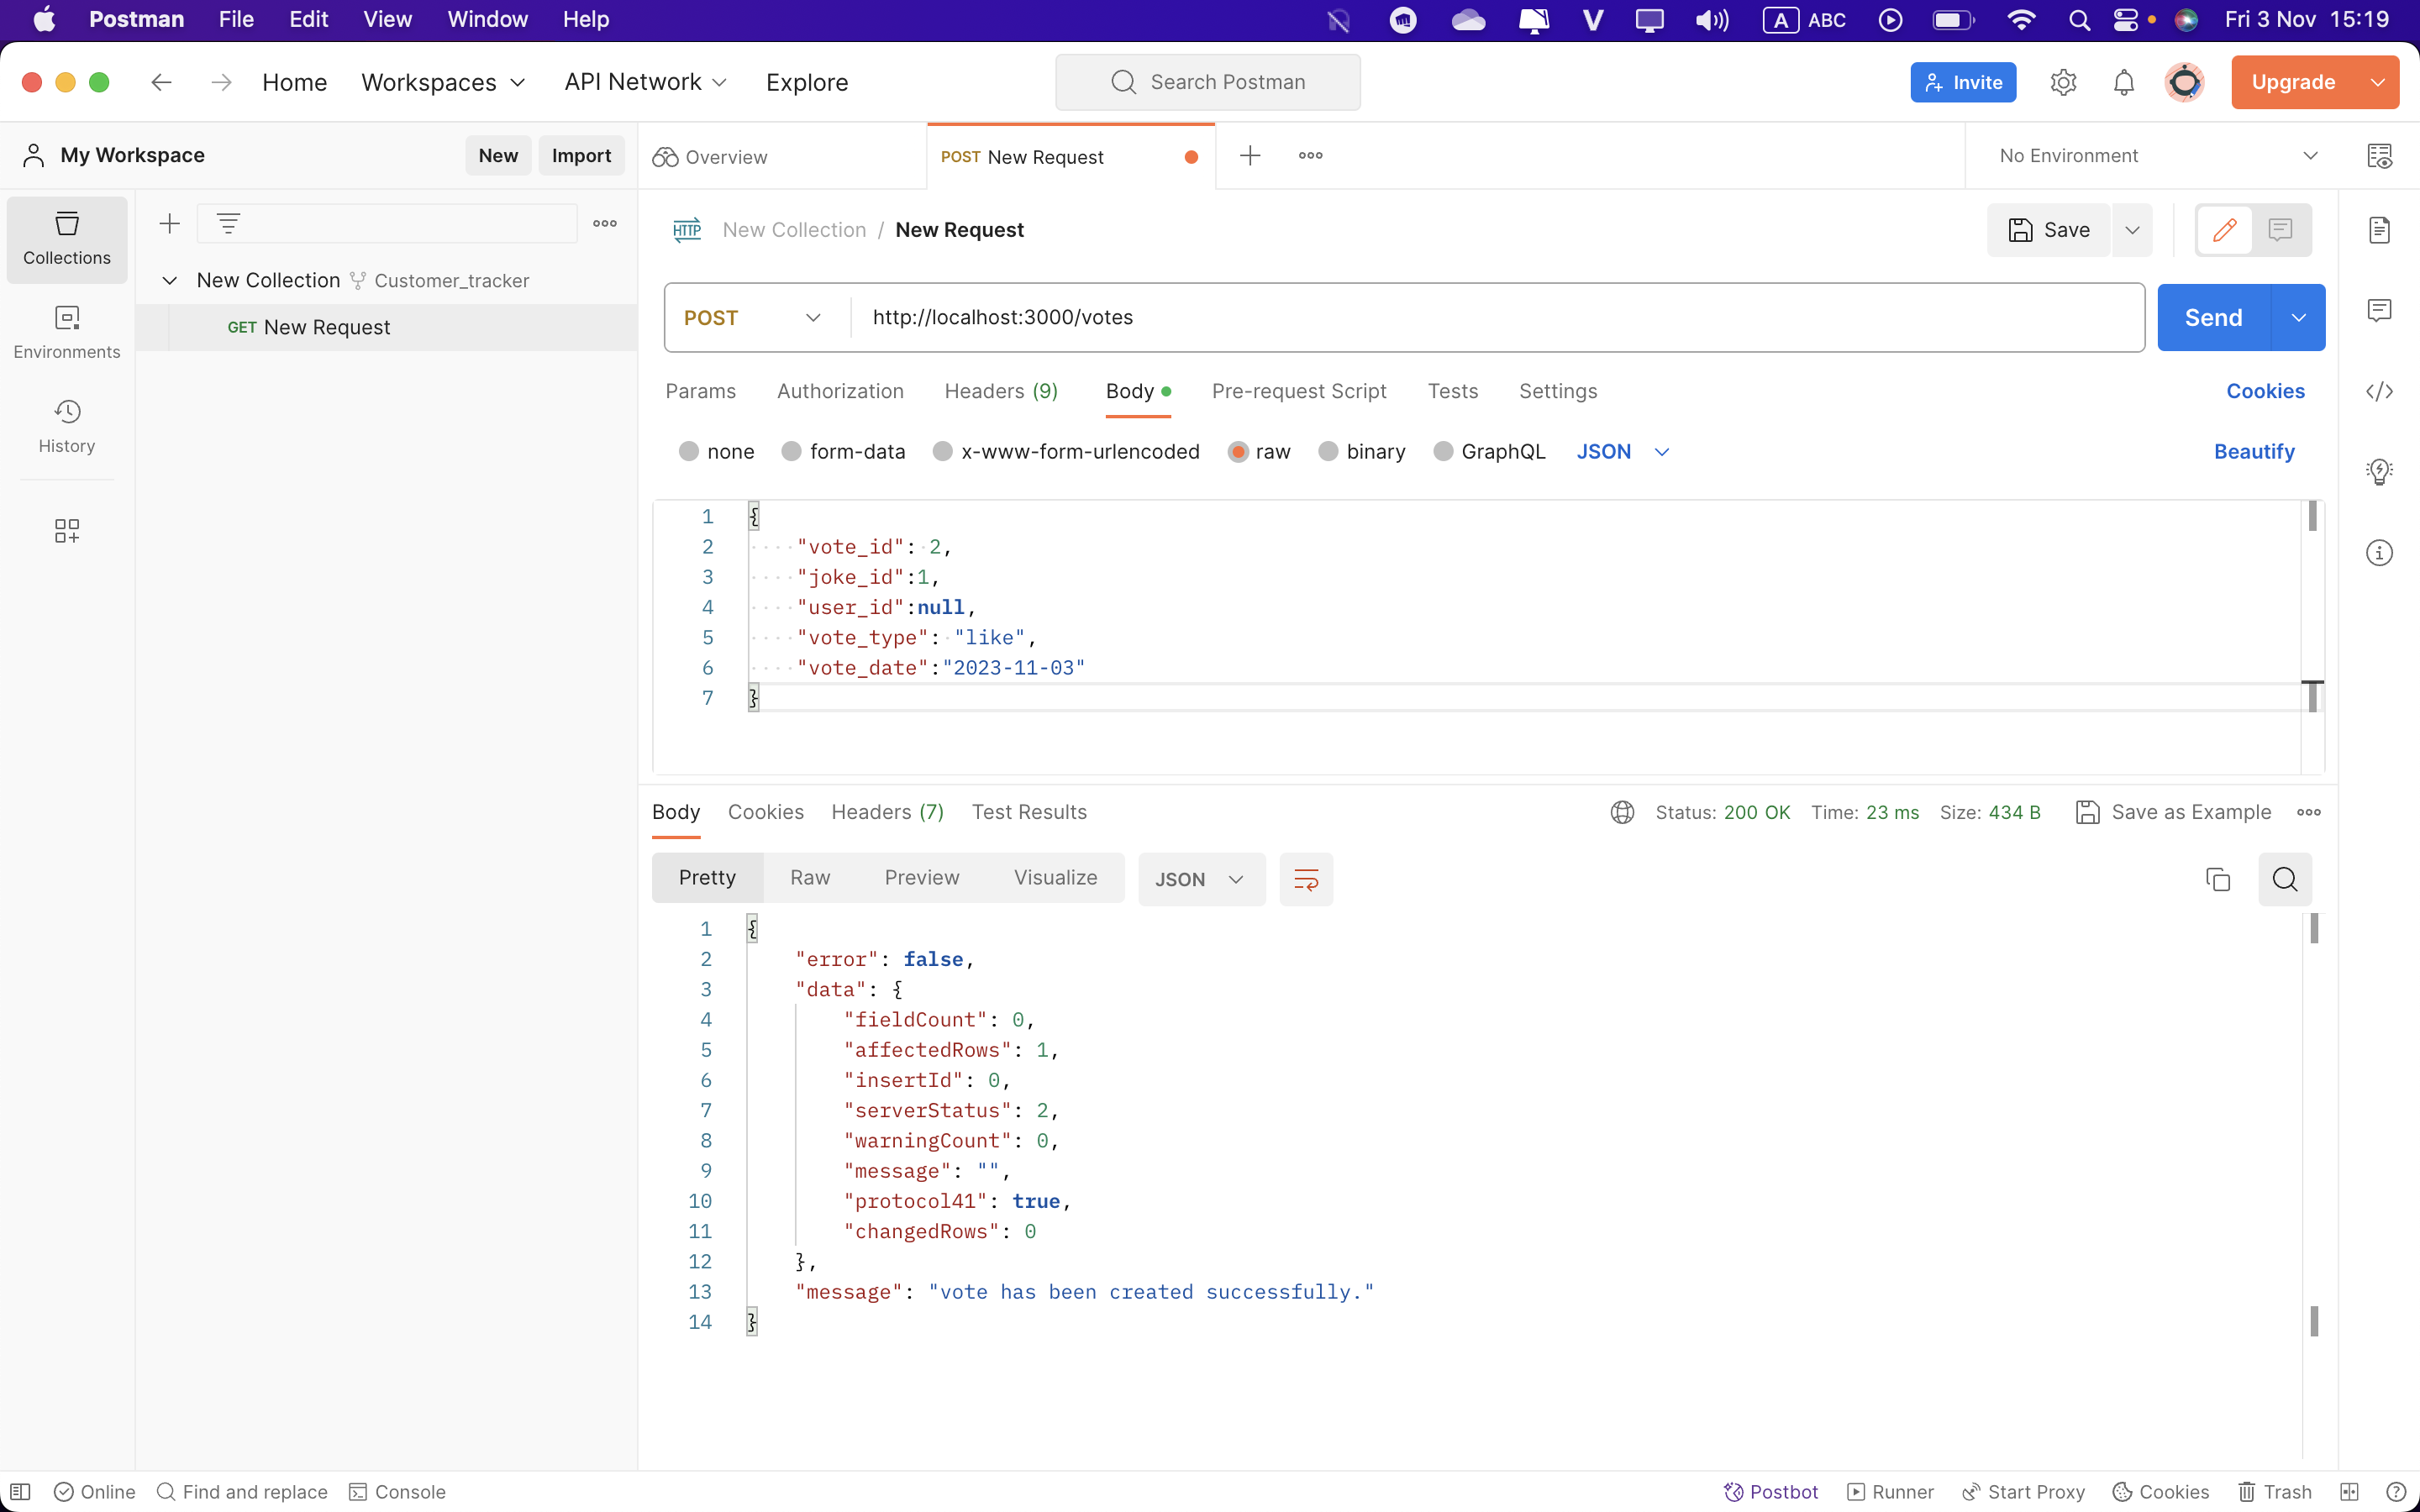 Postman File Edit View Window Help A ABC Fri 3 Nov 15:19
Home Workspaces API Network Explore Search Postman Invite Upgrade
My Workspace New Import Overview POST New Request No Environment
Collections
Environments
History
New Collection Customer_tracker
GET New Request
HTTP New Collection / New Request Save
POST http://localhost:3000/votes Send
Params Authorization Headers (9) Body Pre-request Script Tests Settings Cookies
none form-data x-www-form-urlencoded raw binary GraphQL JSON Beautify
1 {
2 "vote_id": 2,
3 "joke_id":1,
4 "user_id":null,
5 "vote_type": "like",
6 "vote_date":"2023-11-03"
7 }
Body Cookies Headers (7) Test Results Status: 200 OK Time: 23 ms Size: 434 B Save as Example
Pretty Raw Preview Visualize JSON
1 {
2 "error": false,
3 "data": {
4 "fieldCount": 0,
5 "affectedRows": 1,
6 "insertId": 0,
7 "serverStatus": 2,
8 "warningCount": 0,
9 "message": "",
10 "protocol41": true,
11 "changedRows": 0
12 },
13 "message": "vote has been created successfully."
14 }
Online Find and replace Console Postbot Runner Start Proxy Cookies Trash